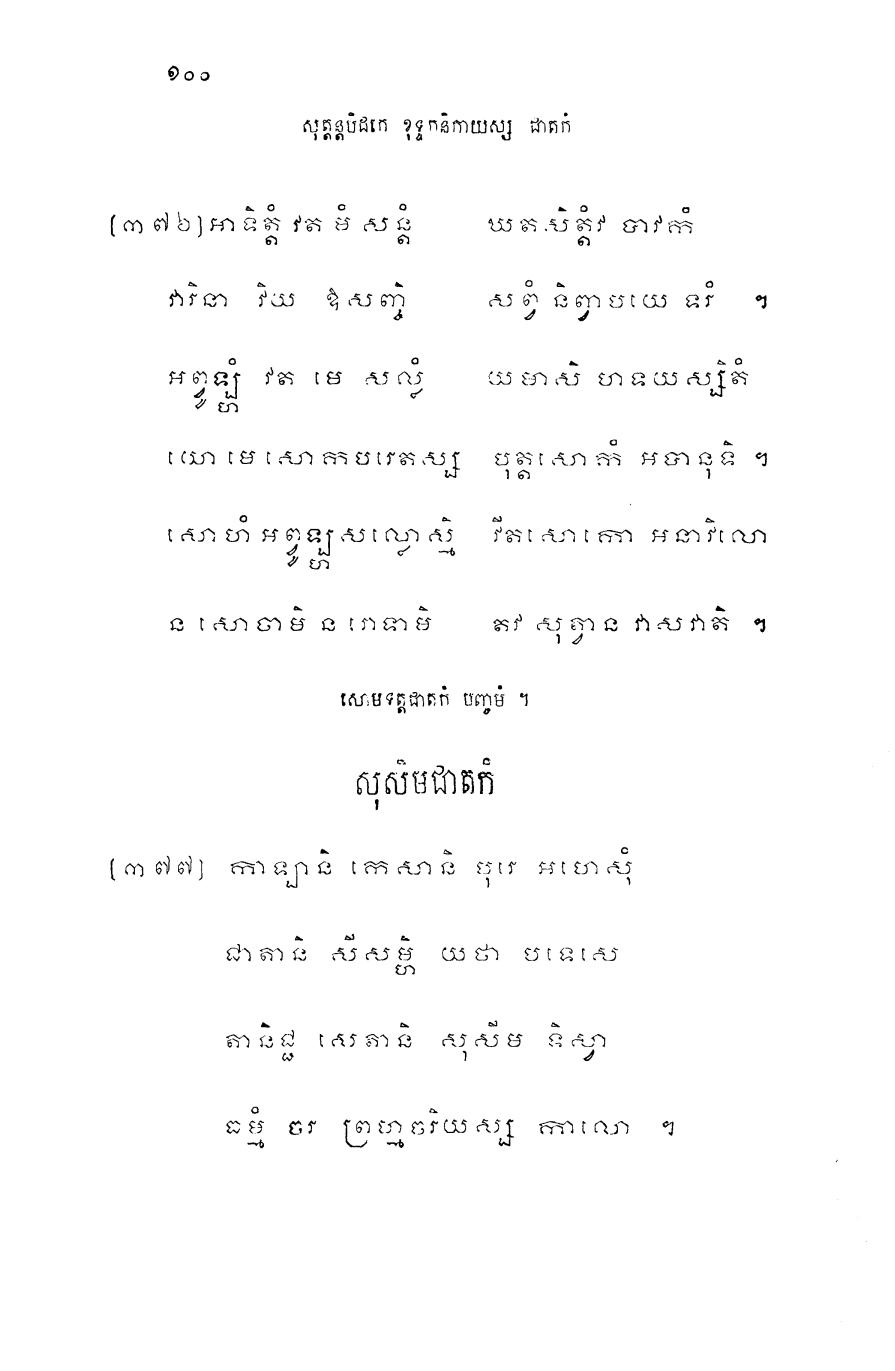 ១០០
សុត្តន្តបិដកេ ខុទ្ទកនិកាយស្ស ជាតកំ
[៣៧៦] អាទិត្តំ វត មំ សន្តំ ឃតសិត្តំវ បាវកំ
វារិនា វិយ ឱសញ្ចិ សព្វំ និព្វាបយេ ទរំ ។
អព្វូឡ្ហំ វត មេ សល្លំ យមាសិ ហទយស្សិតំ
យោ មេ សោកបរេតស្ស បុត្តសោកំ អបានុទិ ។
សោហំ អព្វូឡ្ហសល្លោស្មិ វីតសោកោ អនាវិលោ
ន សោចាមិ ន រោទាមិ តវ សុត្វាន វាសវាតិ ។
សោមទត្តជាតកំ បញ្ចមំ ។
សុសិមជាតកំ
[៣៧៧] កាឡានិ កេសានិ បុរេ អហេសុំ
ជាតានិ សីសម្ហិ យថា បទេសេ
តានិជ្ជ សេតានិ សុសីម ទិស្វា
ធម្មំ ចរ ព្រហ្មចរិយស្ស កាលោ ។